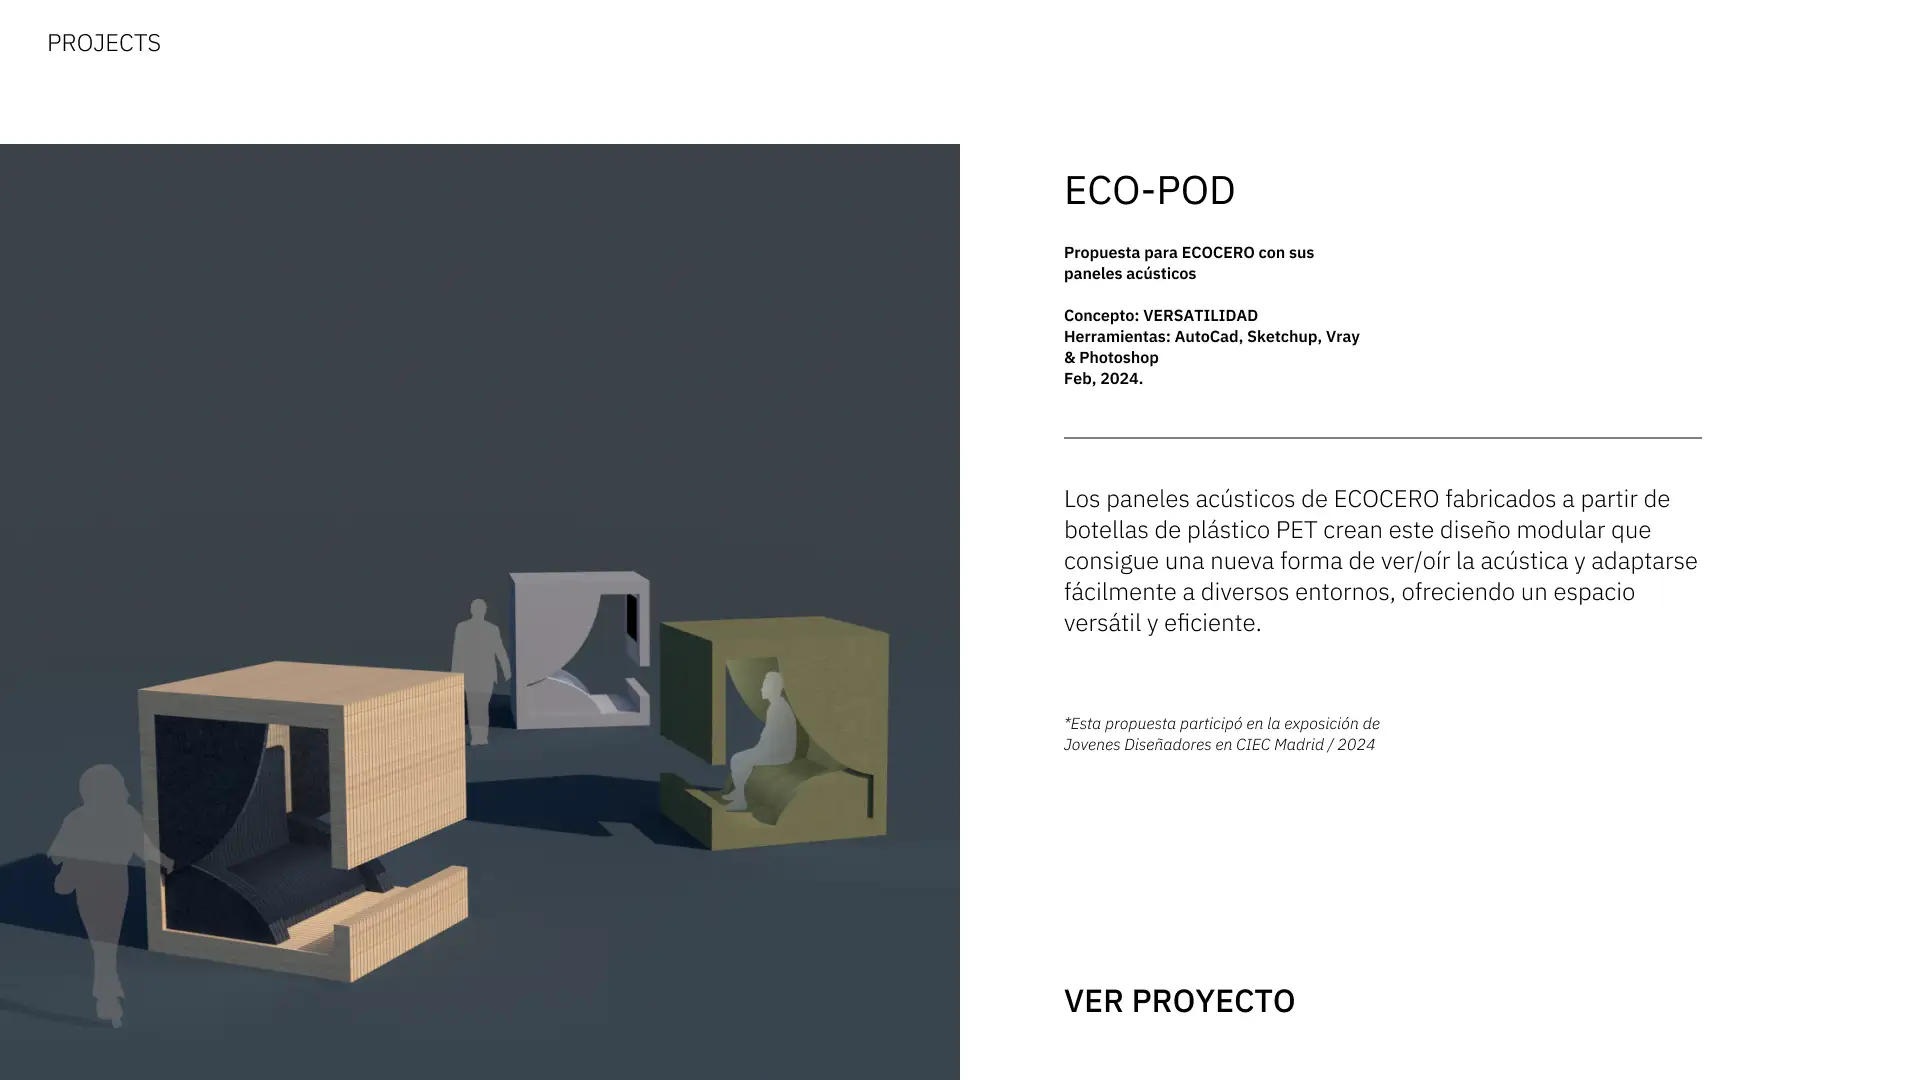 PROJECTS
ECO-POD
Propuesta para ECOCERO con sus
paneles acústicos
Concepto: VERSATILIDAD
Herramientas: AutoCad, Sketchup, Vray
& Photoshop
Feb, 2024.
Los paneles acústicos de ECOCERO fabricados a partir de
botellas de plástico PET crean este diseño modular que
consigue una nueva forma de ver/oír la acústica y adaptarse
fácilmente a diversos entornos, ofreciendo un espacio
versátil y eficiente.
*Esta propuesta participó en la exposición de
Jovenes Diseñadores en CIEC Madrid / 2024
VER PROYECTO